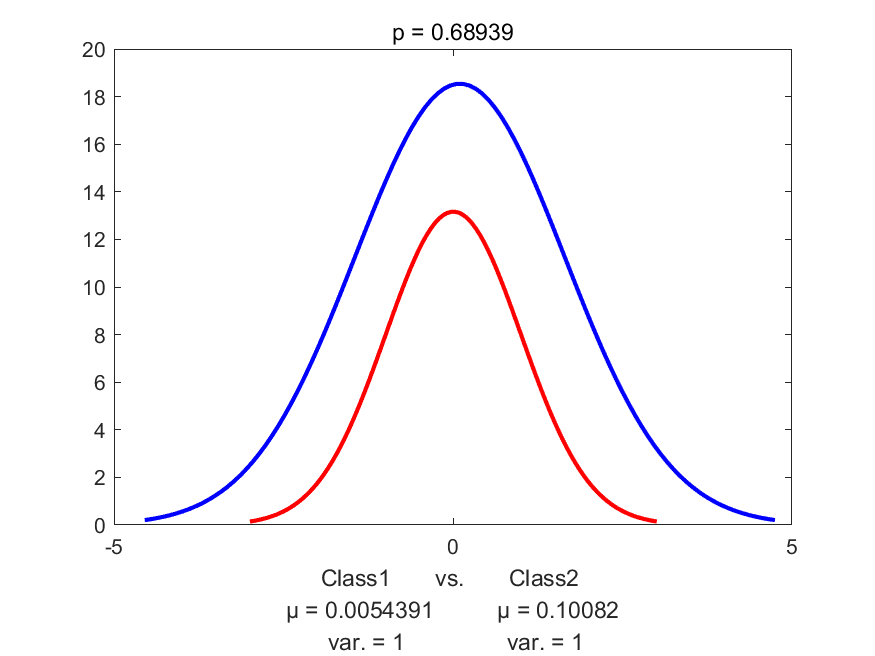 p = 0.68939
20
18
16
14
12
10
8
6
4
2
0
-5 0 5
Class1 vs. Class2
μ = 0.0054391 μ = 0.10082
var. = 1 var. = 1